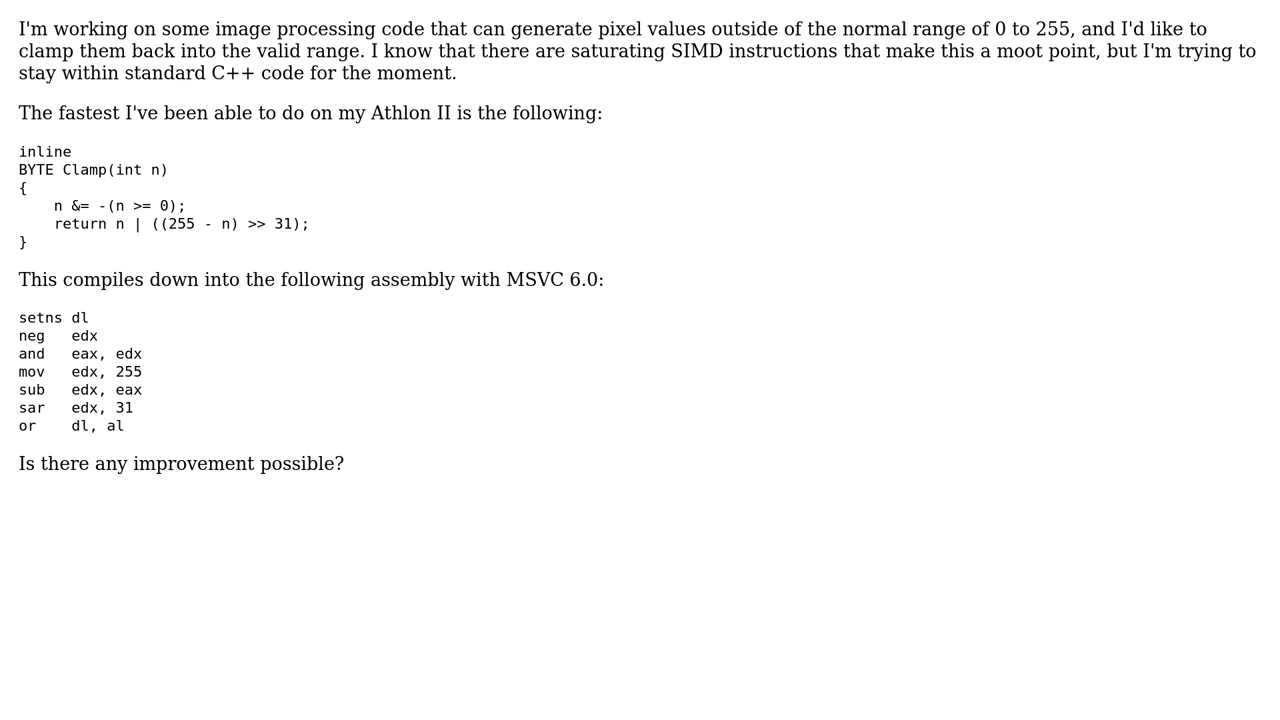 I'm working on some image processing code that can generate pixel values outside of the normal range of 0 to 255, and I'd like to
clamp them back into the valid range. I know that there are saturating SIMD instructions that make this a moot point, but I'm trying to
stay within standard C++ code for the moment.
The fastest I've been able to do on my Athlon II is the following:
inline
BYTE Clamp(int n)
{
    n &= -(n >= 0);
    return n | ((255 - n) >> 31);
}
This compiles down into the following assembly with MSVC 6.0:
setns dl
neg   edx
and   eax, edx
mov   edx, 255
sub   edx, eax
sar   edx, 31
or    dl, al
Is there any improvement possible?